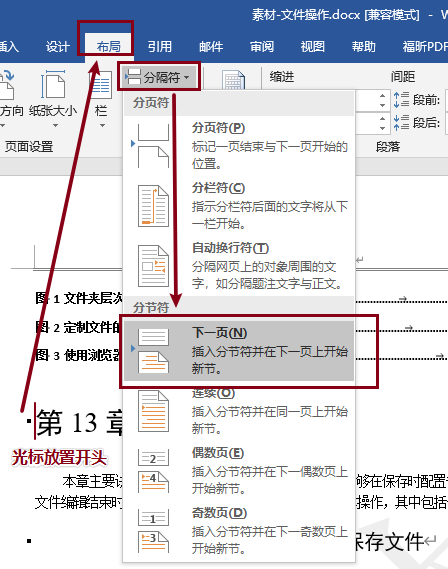 素材-文件操作.docx [兼容模式] - W
插入 设计 布局 引用 邮件 审阅 视图 帮助 福昕PDF
分隔符
方向 纸张大小 栏
页面设置
缩进 间距
段前:
段后:
段落
分页符
分页符(P)
标记一页结束与下一页开始的
位置。
分栏符(C)
指示分栏符后面的文字将从下
一栏开始。
自动换行符(T)
分隔网页上的对象周围的文
字，如分隔题注文字与正文。
分节符
下一页(N)
插入分节符并在下一页上开始
新节。
连续(O)
插入分节符并在同一页上开始
新节。
偶数页(E)
插入分节符并在下一偶数页上
开始新节。
奇数页(D)
插入分节符并在下一奇数页上
开始新节。
图 1 文件夹层次
图 2 定制文件的
图 3 使用浏览器
第 13 章
光标放置开头
本章主要讲 够在保存时配置
文件编辑结束时 操作，其中包括
保存文件